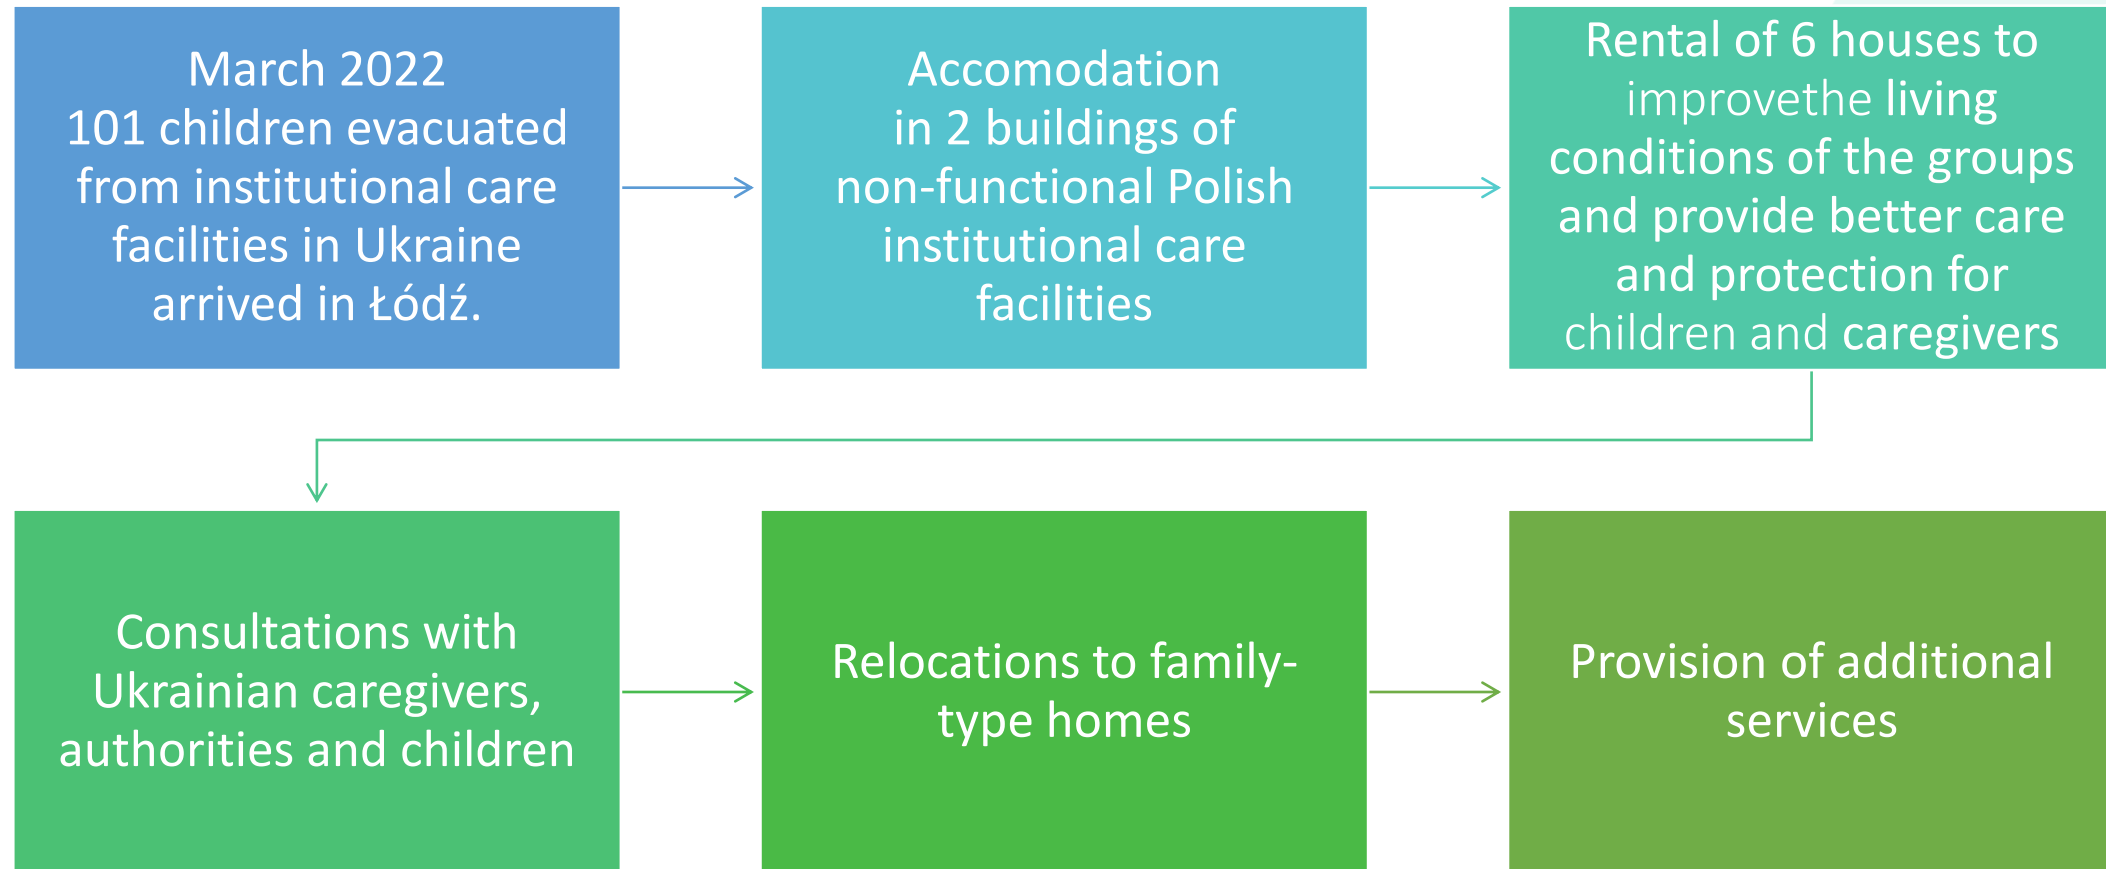 March 2022
101 children evacuated
from institutional care
facilities in Ukraine
arrived in Łódź.
Accomodation
in 2 buildings of
non-functional Polish
institutional care
facilities
Rental of 6 houses to
improvethe living
conditions of the groups
and provide better care
and protection for
children and caregivers
Consultations with
Ukrainian caregivers,
authorities and children
Relocations to family-
type homes
Provision of additional
services